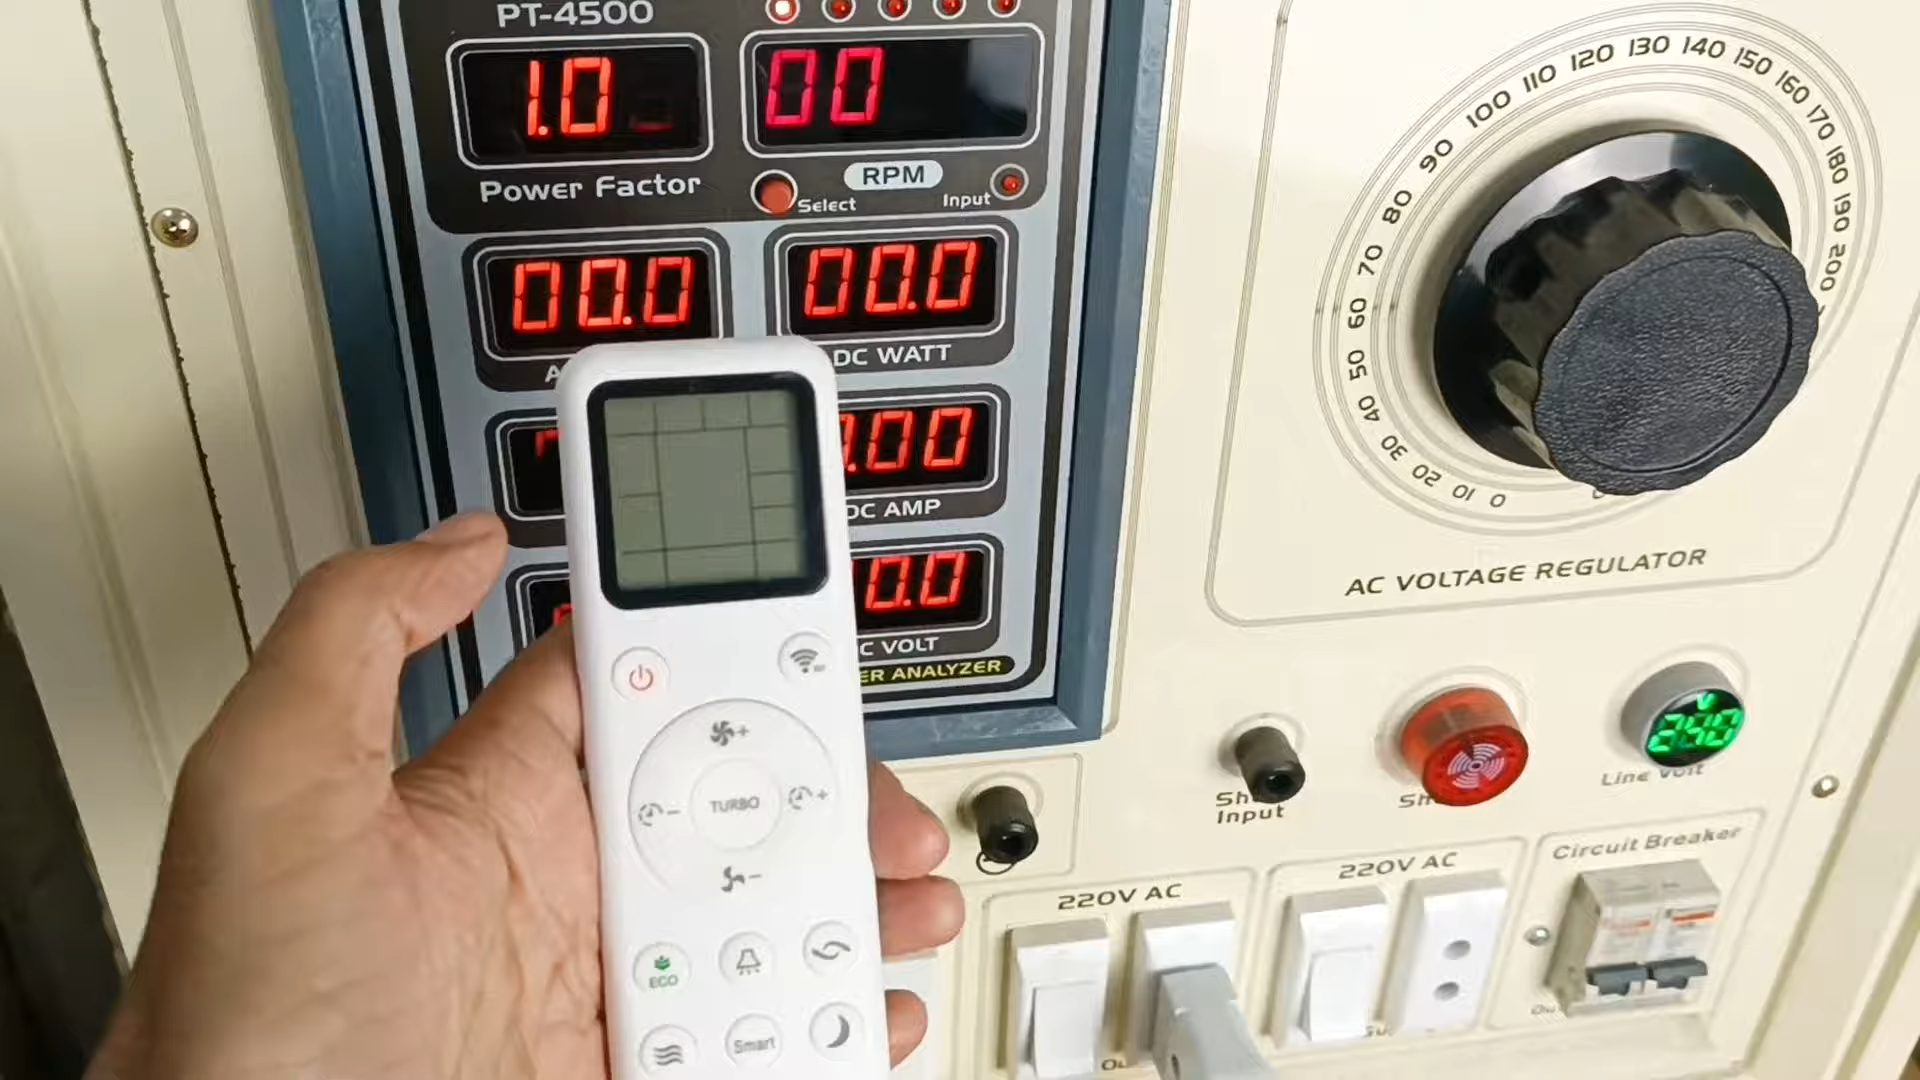 PT-4500
1.0
00
Power Factor
RPM
Select
Input
00.0
00.0
DC WATT
.00
DC AMP
0.0
C VOLT
ER ANALYZER
100 110 120 130 140 150 160 170 180 190 200
90
80
70
60
50
40
30
20
10
0
AC VOLTAGE REGULATOR
V
290
Line Volt
Input
Circuit Breaker
220V AC
220V AC
TURBO
ECO
Smart